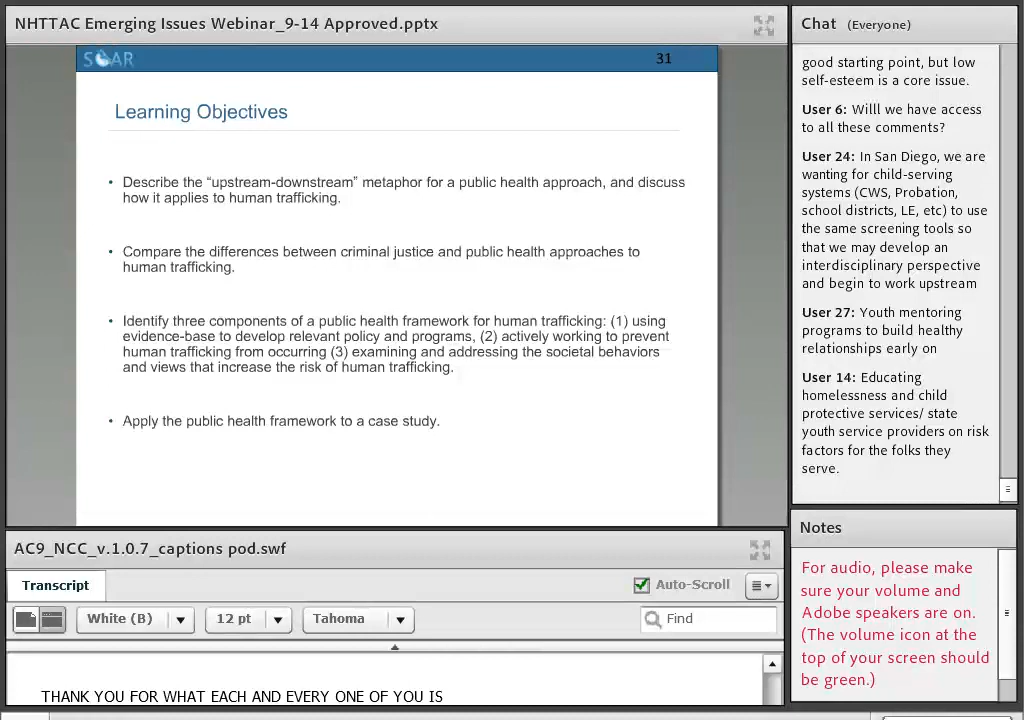 NHTTAC Emerging Issues Webinar_9-14 Approved.pptx
SOAR
31
Learning Objectives
• Describe the “upstream-downstream” metaphor for a public health approach, and discuss
how it applies to human trafficking.
• Compare the differences between criminal justice and public health approaches to
human trafficking.
• Identify three components of a public health framework for human trafficking: (1) using
evidence-base to develop relevant policy and programs, (2) actively working to prevent
human trafficking from occurring (3) examining and addressing the societal behaviors
and views that increase the risk of human trafficking.
• Apply the public health framework to a case study.
Chat (Everyone)
good starting point, but low
self-esteem is a core issue.
User 6: Willl we have access
to all these comments?
User 24: In San Diego, we are
wanting for child-serving
systems (CWS, Probation,
school districts, LE, etc) to use
the same screening tools so
that we may develop an
interdisciplinary perspective
and begin to work upstream
User 27: Youth mentoring
programs to build healthy
relationships early on
User 14: Educating
homelessness and child
protective services/ state
youth service providers on risk
factors for the folks they
serve.
AC9_NCC_v.1.0.7_captions pod.swf
Transcript
Auto-Scroll
White (B)
12 pt
Tahoma
Find
THANK YOU FOR WHAT EACH AND EVERY ONE OF YOU IS
Notes
For audio, please make
sure your volume and
Adobe speakers are on.
(The volume icon at the
top of your screen should
be green.)